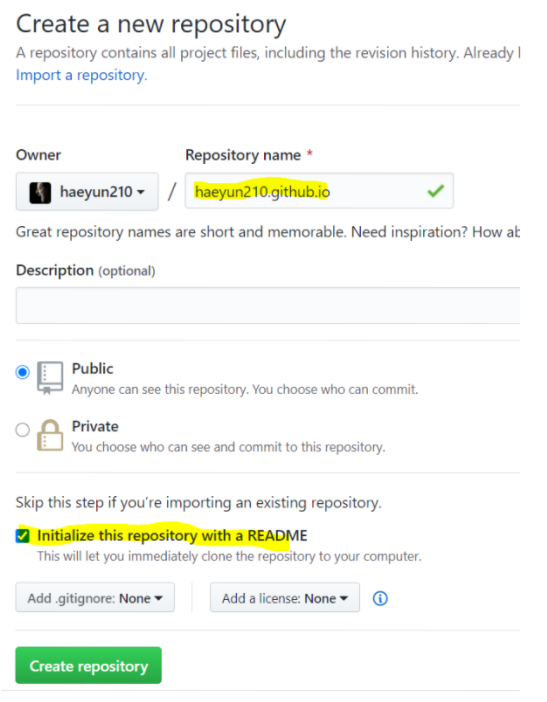 Create a new repository
A repository contains all project files, including the revision history. Already
Import a repository.
Owner Repository name *
haeyun210 / haeyun210.github.io
Great repository names are short and memorable. Need inspiration? How ab
Description (optional)
Public
Anyone can see this repository. You choose who can commit.
Private
You choose who can see and commit to this repository.
Skip this step if you're importing an existing repository.
Initialize this repository with a README
This will let you immediately clone the repository to your computer.
Add .gitignore: None Add a license: None
Create repository